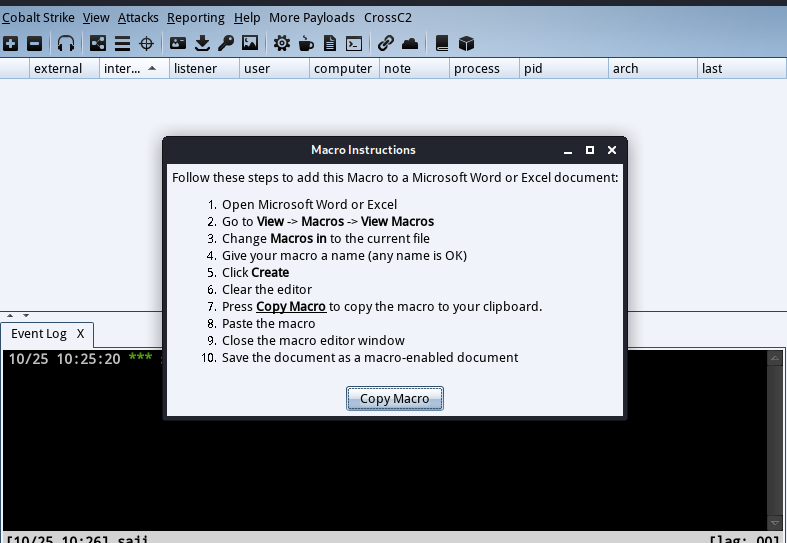 Cobalt Strike View Attacks Reporting Help More Payloads CrossC2
external inter... listener user computer note process pid arch last
Macro Instructions
Follow these steps to add this Macro to a Microsoft Word or Excel document:
1. Open Microsoft Word or Excel
2. Go to View -> Macros -> View Macros
3. Change Macros in to the current file
4. Give your macro a name (any name is OK)
5. Click Create
6. Clear the editor
7. Press Copy Macro to copy the macro to your clipboard.
8. Paste the macro
9. Close the macro editor window
10. Save the document as a macro-enabled document
Copy Macro
Event Log X
10/25 10:25:20 ***
[10/25 10:26] saji [lag: 00]